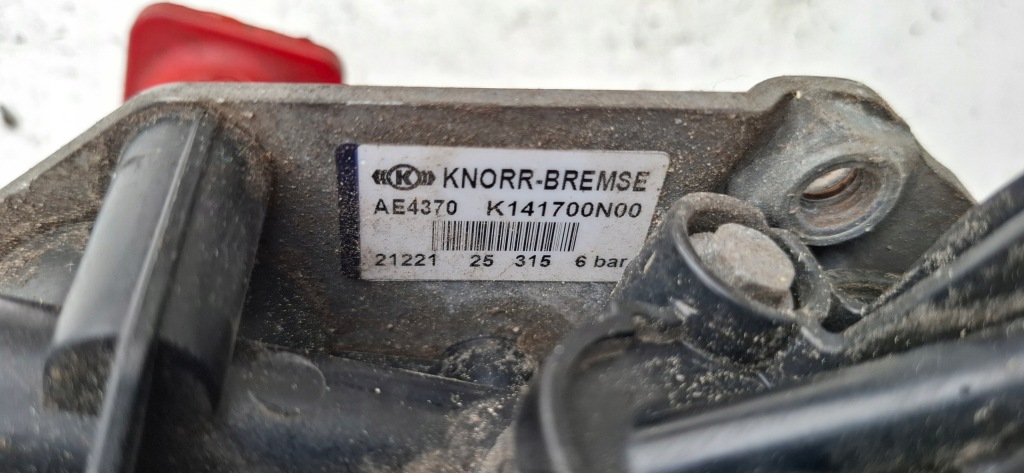 KNORR-BREMSE
AE4370 K141700N00
21221 25 315 6 bar